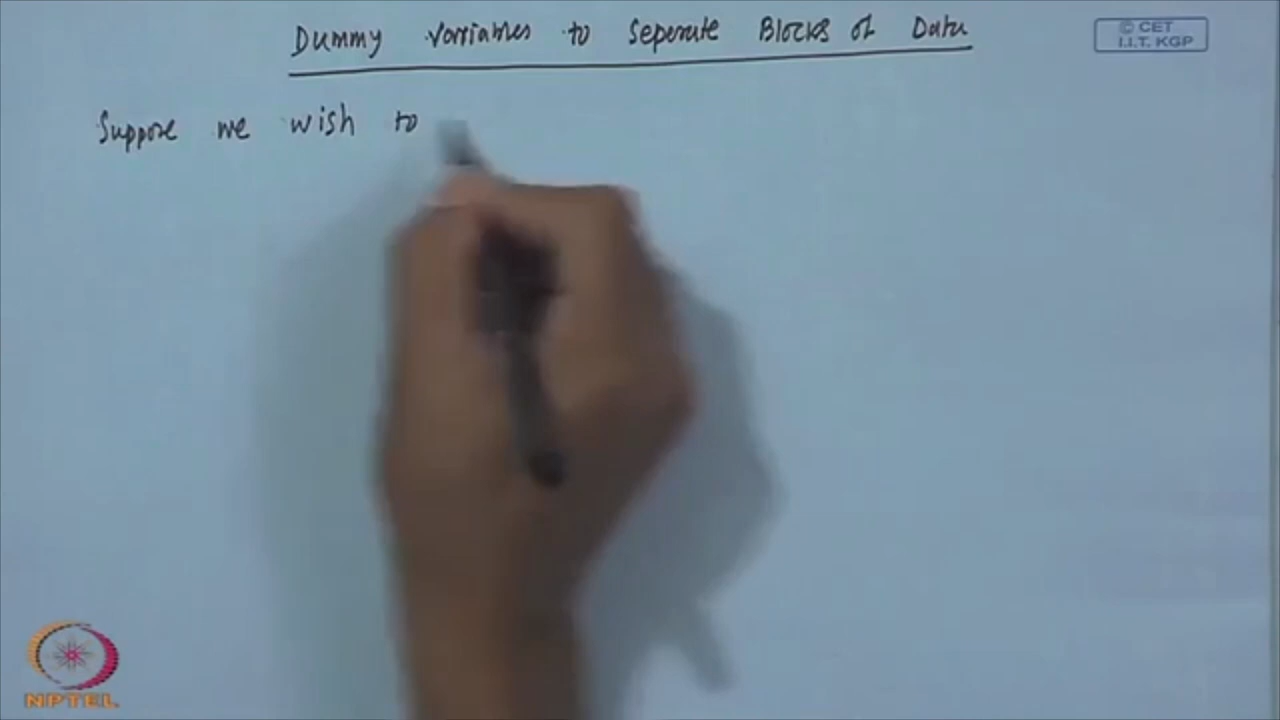 Dummy Variables to Seperate Blocks of Data
© CET
I.I.T. KGP
Suppose we wish to
NPTEL